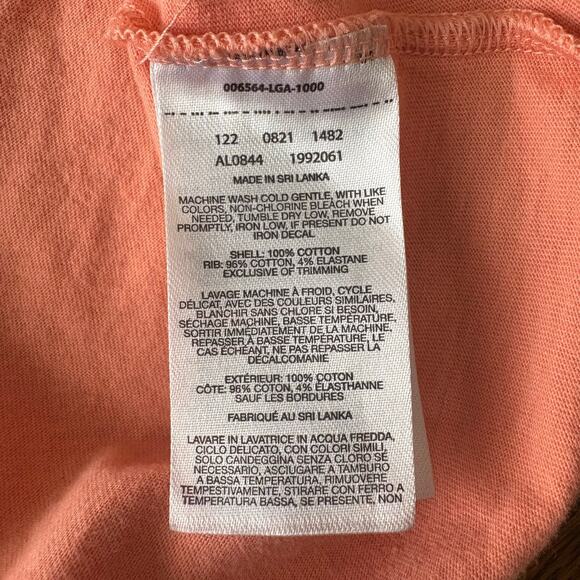 006564-LGA-1000
122 0821 1482
AL0844 1992061
MADE IN SRI LANKA
MACHINE WASH COLD GENTLE, WITH LIKE
COLORS, NON-CHLORINE BLEACH WHEN
NEEDED, TUMBLE DRY LOW, REMOVE
PROMPTLY, IRON LOW, IF PRESENT DO NOT
IRON DECAL
SHELL: 100% COTTON
RIB: 96% COTTON, 4% ELASTANE
EXCLUSIVE OF TRIMMING
LAVAGE MACHINE À FROID, CYCLE
DÉLICAT, AVEC DES COULEURS SIMILAIRES,
BLANCHIR SANS CHLORE SI BESOIN,
SÉCHAGE MACHINE, BASSE TEMPÉRATURE,
SORTIR IMMÉDIATEMENT DE LA MACHINE,
REPASSER À BASSE TEMPÉRATURE, LE
CAS ÉCHÉANT, NE PAS REPASSER LA
DÉCALCOMANIE
EXTÉRIEUR: 100% COTTON
CÔTE: 96% COTON, 4% ÉLASTHANNE
SAUF LES BORDURES
FABRIQUÉ AU SRI LANKA
LAVARE IN LAVATRICE IN ACQUA FREDDA,
CICLO DELICATO, CON COLORI SIMILI,
SOLO CANDEGGINA SENZA CLORO SE
NECESSARIO, ASCIUGARE A TAMBURO
A BASSA TEMPERATURA, RIMUOVERE
TEMPESTIVAMENTE, STIRARE CON FERRO A
TEMPERATURA BASSA, SE PRESENTE, NON